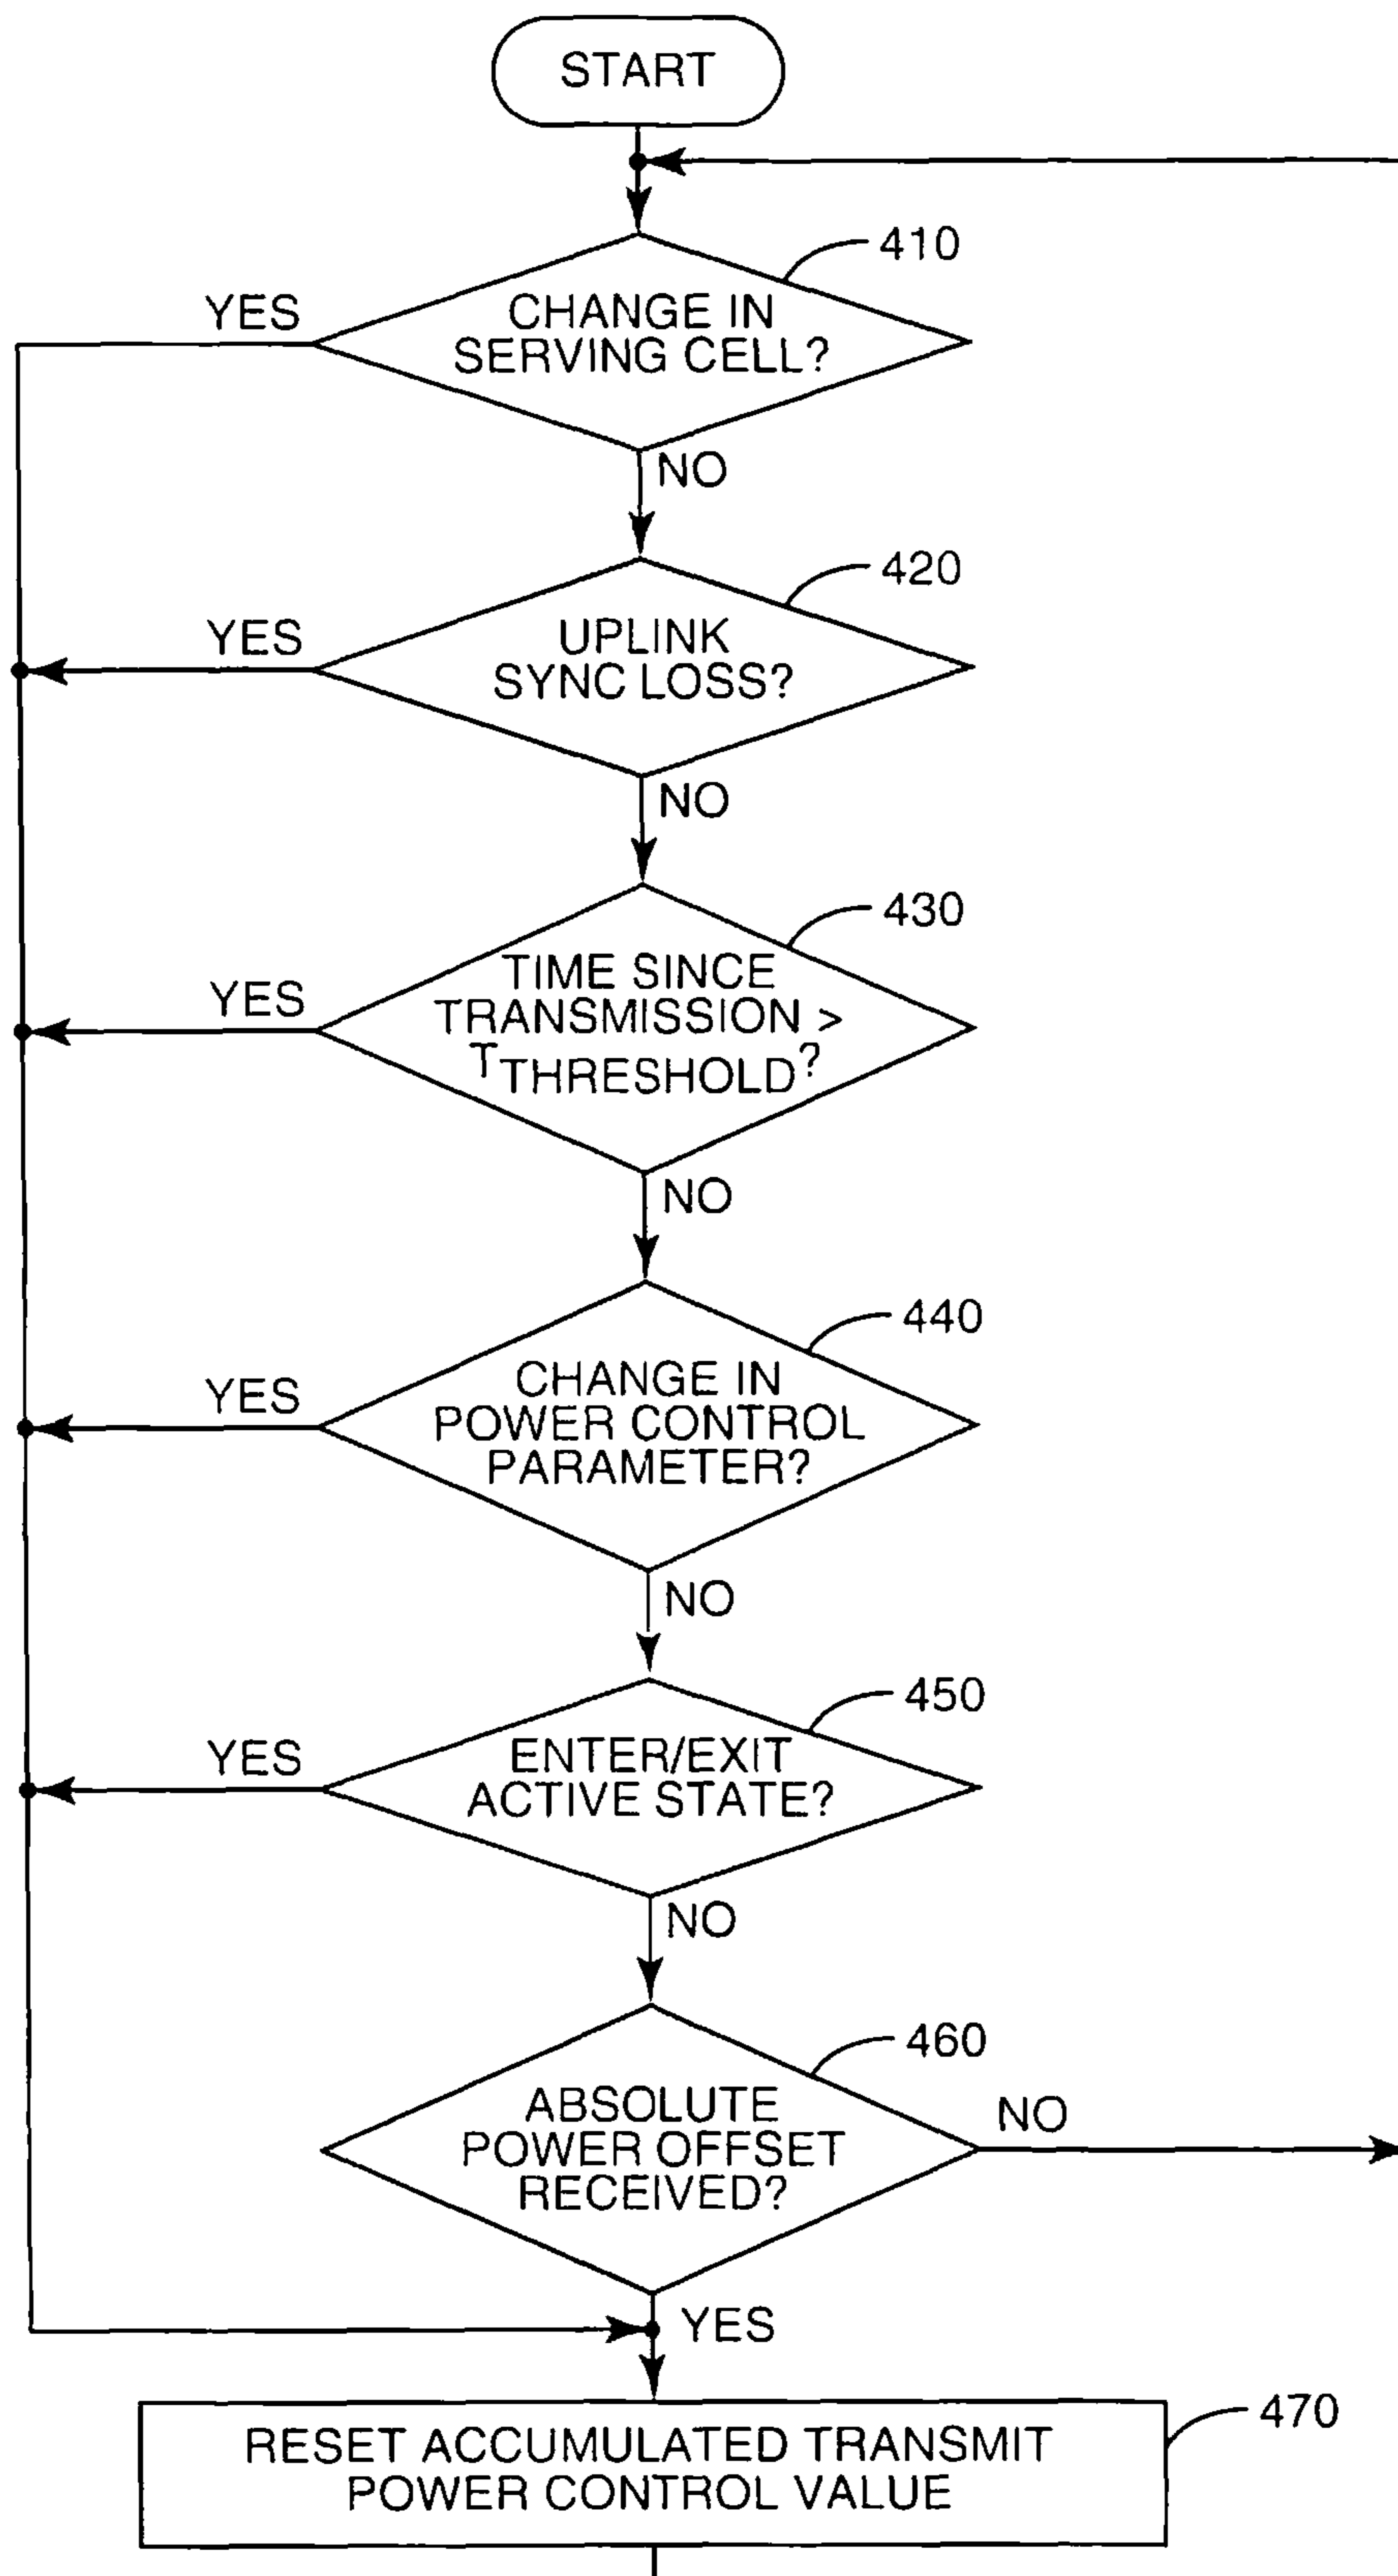 START
410
YES
CHANGE IN
SERVING CELL?
NO
420
YES
UPLINK
SYNC LOSS?
NO
430
YES
TIME SINCE
TRANSMISSION >
TTHRESHOLD?
NO
440
YES
CHANGE IN
POWER CONTROL
PARAMETER?
NO
450
YES
ENTER/EXIT
ACTIVE STATE?
NO
460
ABSOLUTE
POWER OFFSET
RECEIVED?
NO
YES
470
RESET ACCUMULATED TRANSMIT
POWER CONTROL VALUE